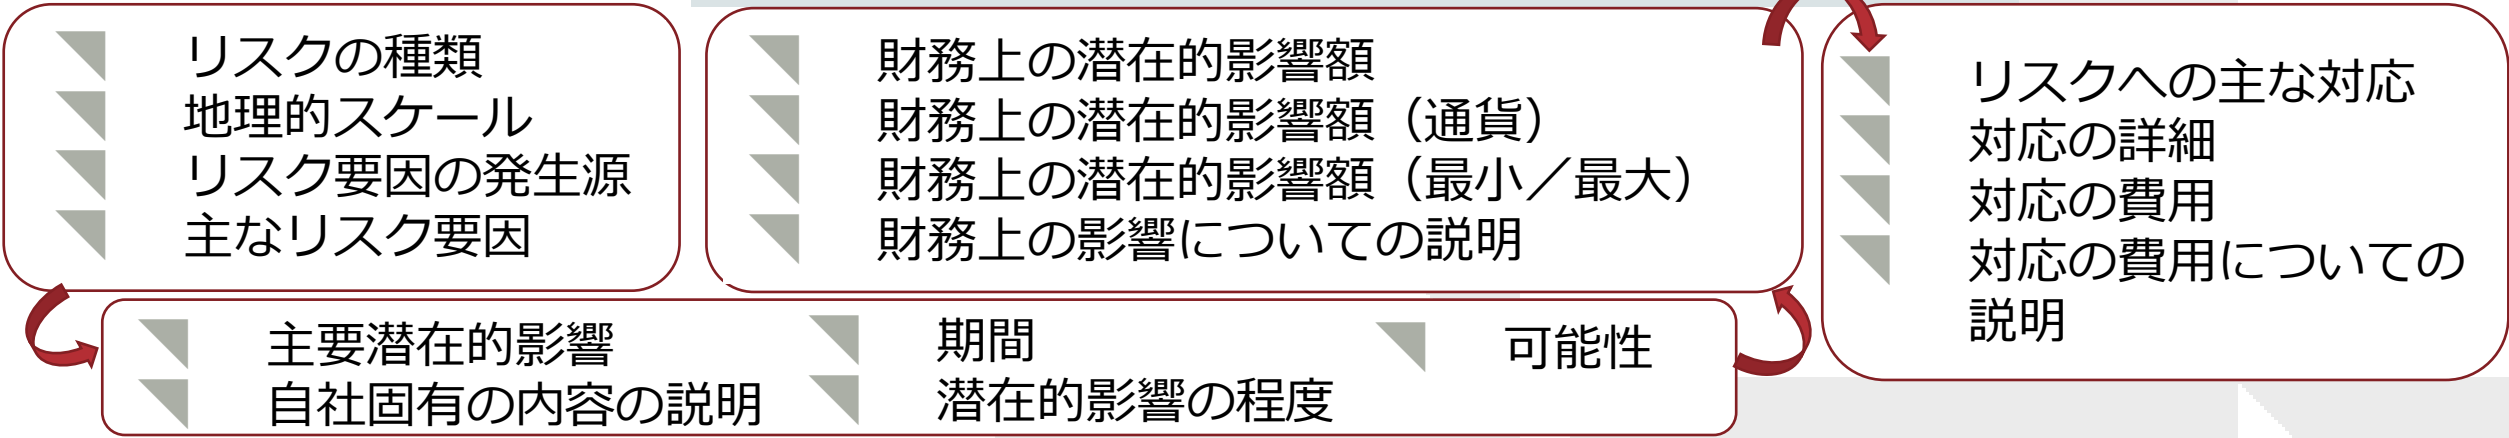 リスクの種類
地理的スケール
リスク要因の発生源
主なリスク要因
主要潜在的影響
自社固有の内容の説明
期間
潜在的影響の程度
可能性
財務上の潜在的影響額
財務上の潜在的影響額（通貨）
財務上の潜在的影響額（最小／最大）
財務上の影響についての説明
リスクへの主な対応
対応の詳細
対応の費用
対応の費用についての
説明